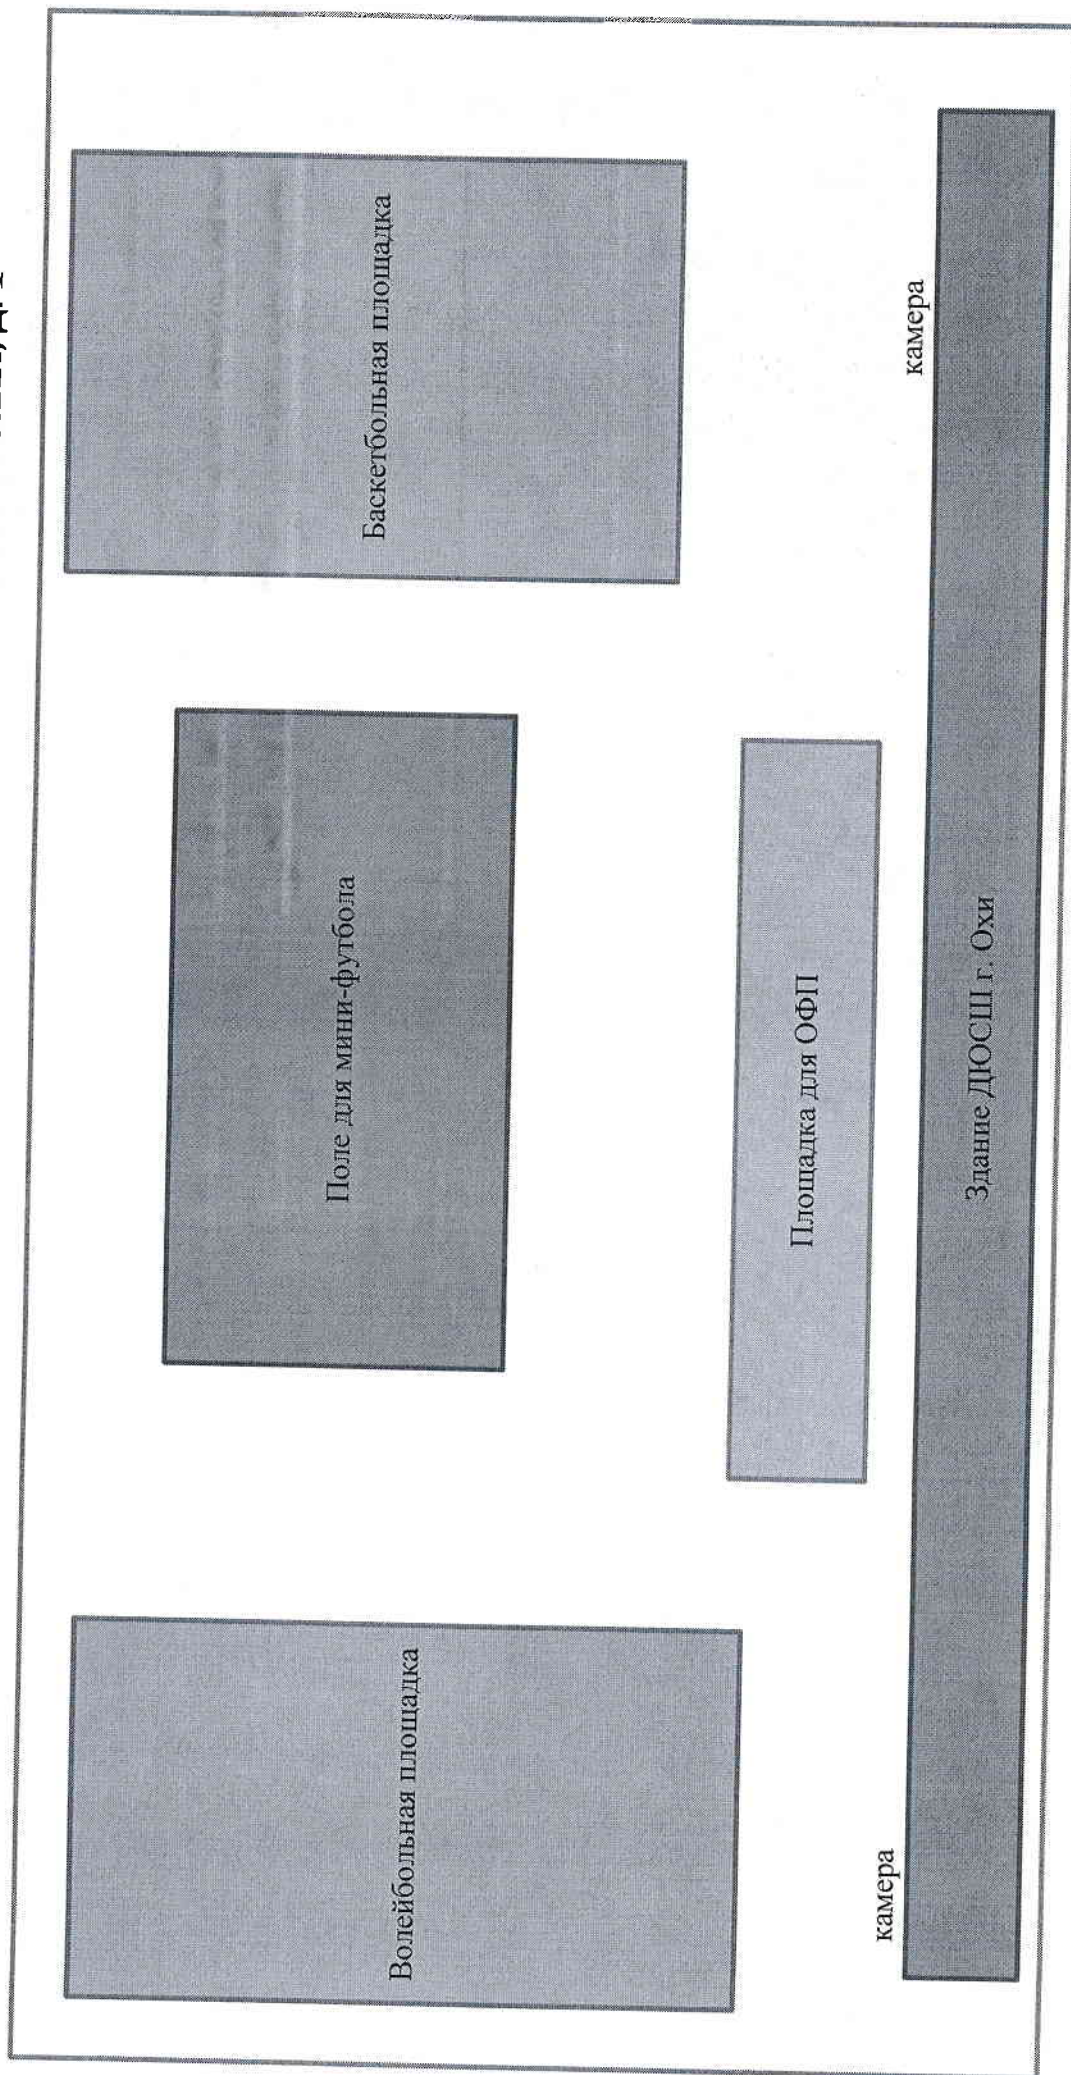 Волейбольная площадка
Поле для мини-футбола
Баскетбольная площадка
Площадка для ОФП
камера
камера
Здание ДЮСШ г. Охи